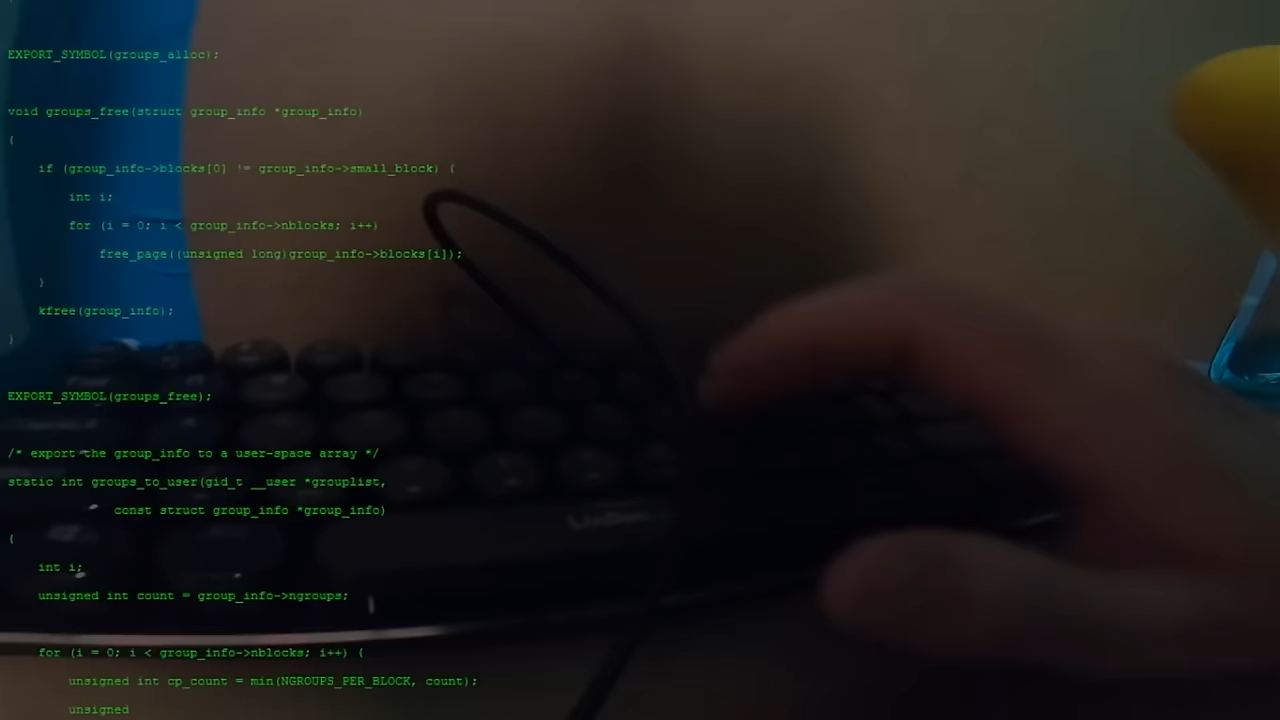 EXPORT_SYMBOL(groups_alloc);
void groups_free(struct group_info *group_info)
{
if (group_info->blocks[0] != group_info->small_block) {
int i;
for (i = 0; i < group_info->nblocks; i++)
free_page((unsigned long)group_info->blocks[i]);
}
kfree(group_info);
}
EXPORT_SYMBOL(groups_free);
/* export the group_info to a user-space array */
static int groups_to_user(gid_t __user *grouplist,
const struct group_info *group_info)
{
int i;
unsigned int count = group_info->ngroups;
for (i = 0; i < group_info->nblocks; i++) {
unsigned int cp_count = min(NGROUPS_PER_BLOCK, count);
unsigned